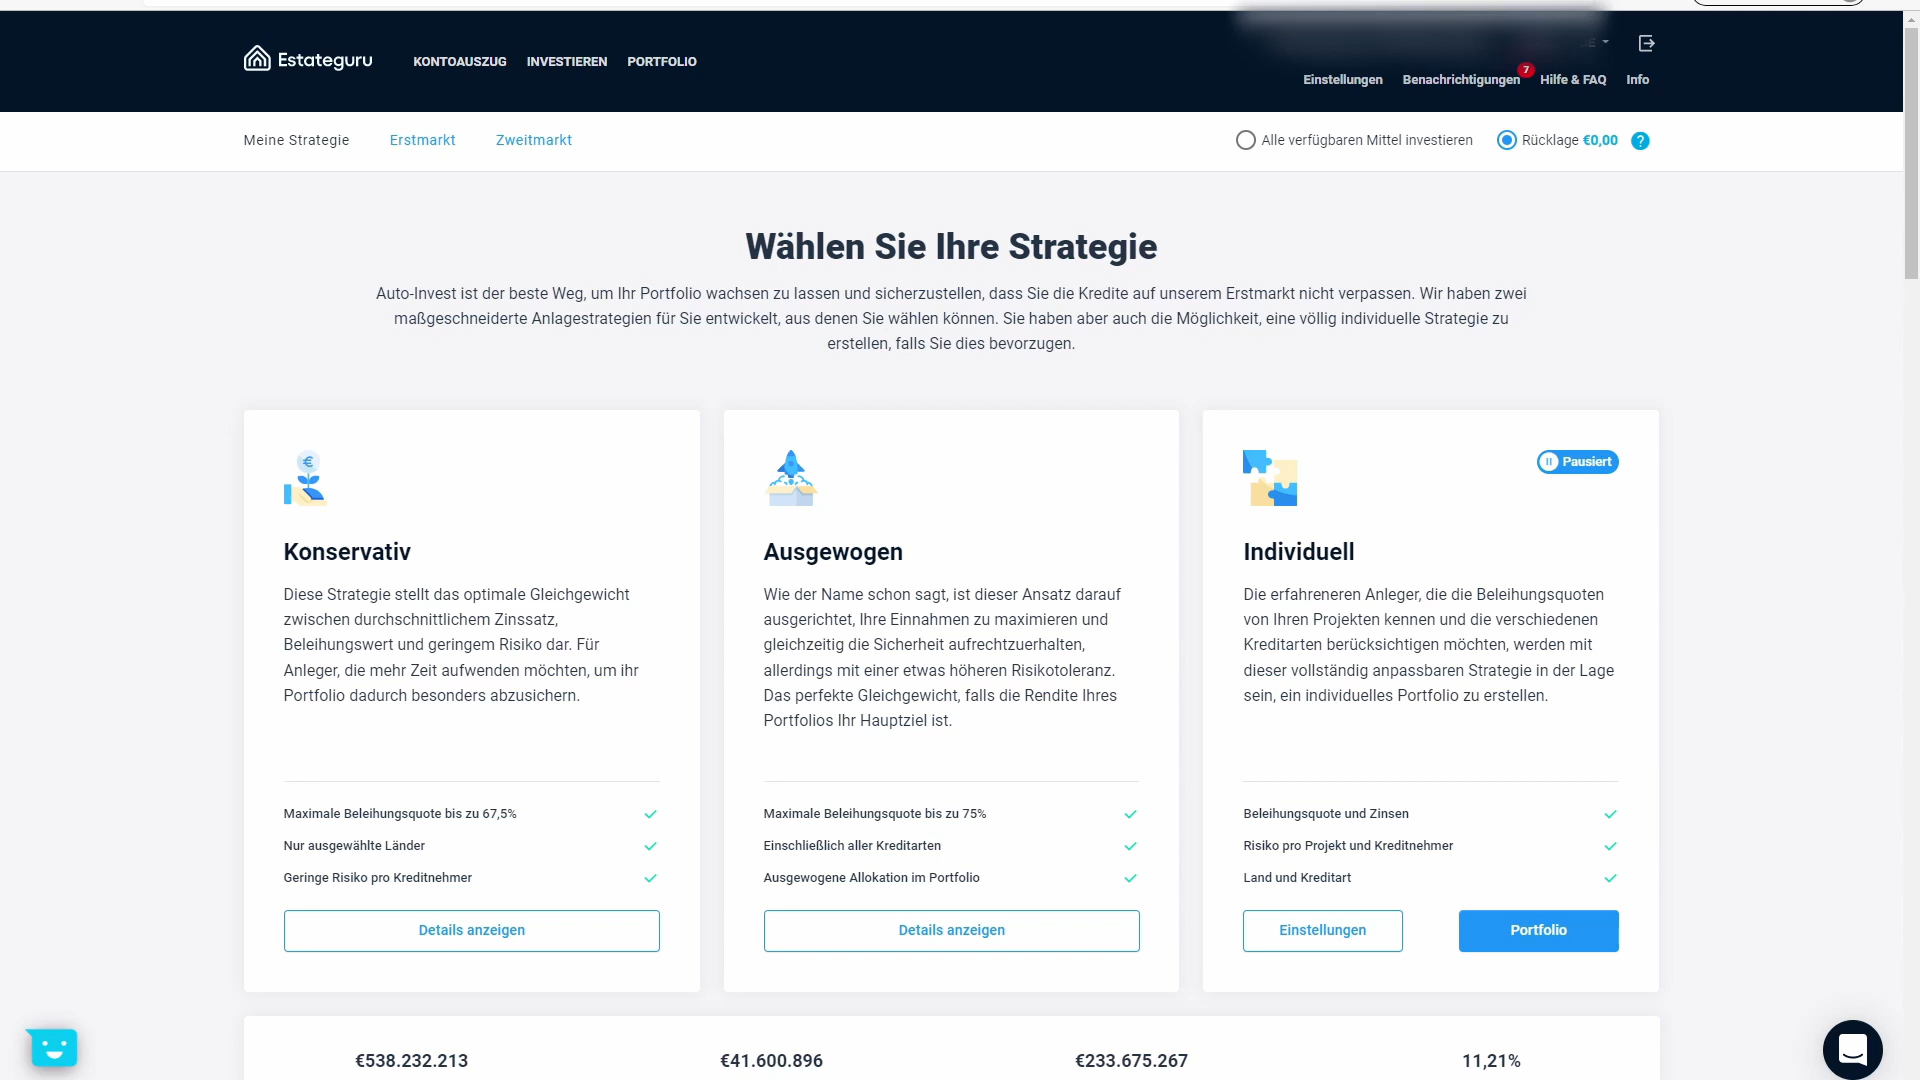 Estateguru
KONTOAUSZUG INVESTIEREN PORTFOLIO
Einstellungen Benachrichtigungen 7 Hilfe & FAQ Info
Meine Strategie Erstmarkt Zweitmarkt
Alle verfügbaren Mittel investieren Rücklage €0,00 ?
Wählen Sie Ihre Strategie
Auto-Invest ist der beste Weg, um Ihr Portfolio wachsen zu lassen und sicherzustellen, dass Sie die Kredite auf unserem Erstmarkt nicht verpassen. Wir haben zwei
maßgeschneiderte Anlagestrategien für Sie entwickelt, aus denen Sie wählen können. Sie haben aber auch die Möglichkeit, eine völlig individuelle Strategie zu
erstellen, falls Sie dies bevorzugen.
€
Konservativ
Diese Strategie stellt das optimale Gleichgewicht
zwischen durchschnittlichem Zinssatz,
Beleihungswert und geringem Risiko dar. Für
Anleger, die mehr Zeit aufwenden möchten, um ihr
Portfolio dadurch besonders abzusichern.
Maximale Beleihungsquote bis zu 67,5%
Nur ausgewählte Länder
Geringe Risiko pro Kreditnehmer
Details anzeigen
Ausgewogen
Wie der Name schon sagt, ist dieser Ansatz darauf
ausgerichtet, Ihre Einnahmen zu maximieren und
gleichzeitig die Sicherheit aufrechtzuerhalten,
allerdings mit einer etwas höheren Risikotoleranz.
Das perfekte Gleichgewicht, falls die Rendite Ihres
Portfolios Ihr Hauptziel ist.
Maximale Beleihungsquote bis zu 75%
Einschließlich aller Kreditarten
Ausgewogene Allokation im Portfolio
Details anzeigen
Pausiert
Individuell
Die erfahreneren Anleger, die die Beleihungsquoten
von Ihren Projekten kennen und die verschiedenen
Kreditarten berücksichtigen möchten, werden mit
dieser vollständig anpassbaren Strategie in der Lage
sein, ein individuelles Portfolio zu erstellen.
Beleihungsquote und Zinsen
Risiko pro Projekt und Kreditnehmer
Land und Kreditart
Einstellungen Portfolio
€538.232.213 €41.600.896 €233.675.267 11,21%